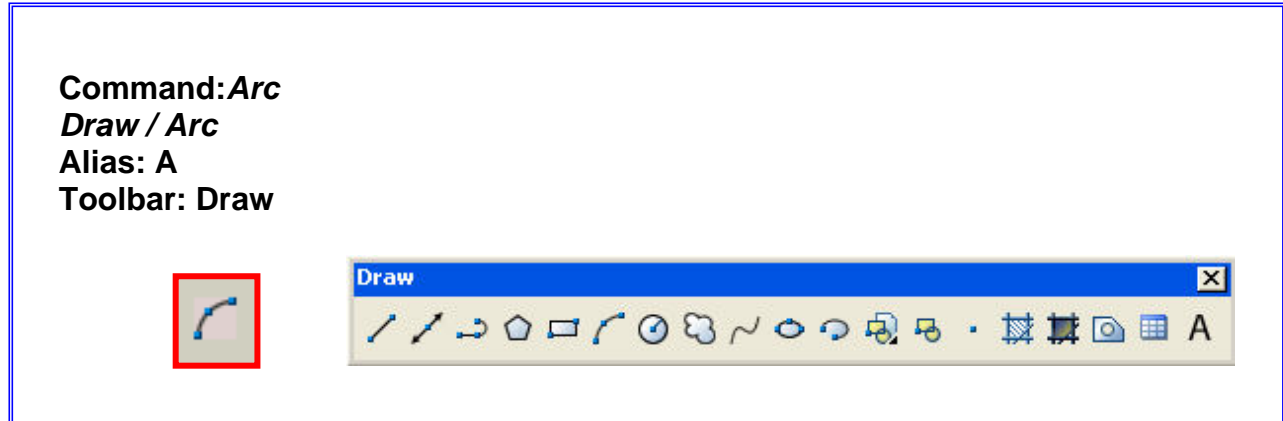 Command:Arc
Draw / Arc
Alias: A
Toolbar: Draw
Draw
A